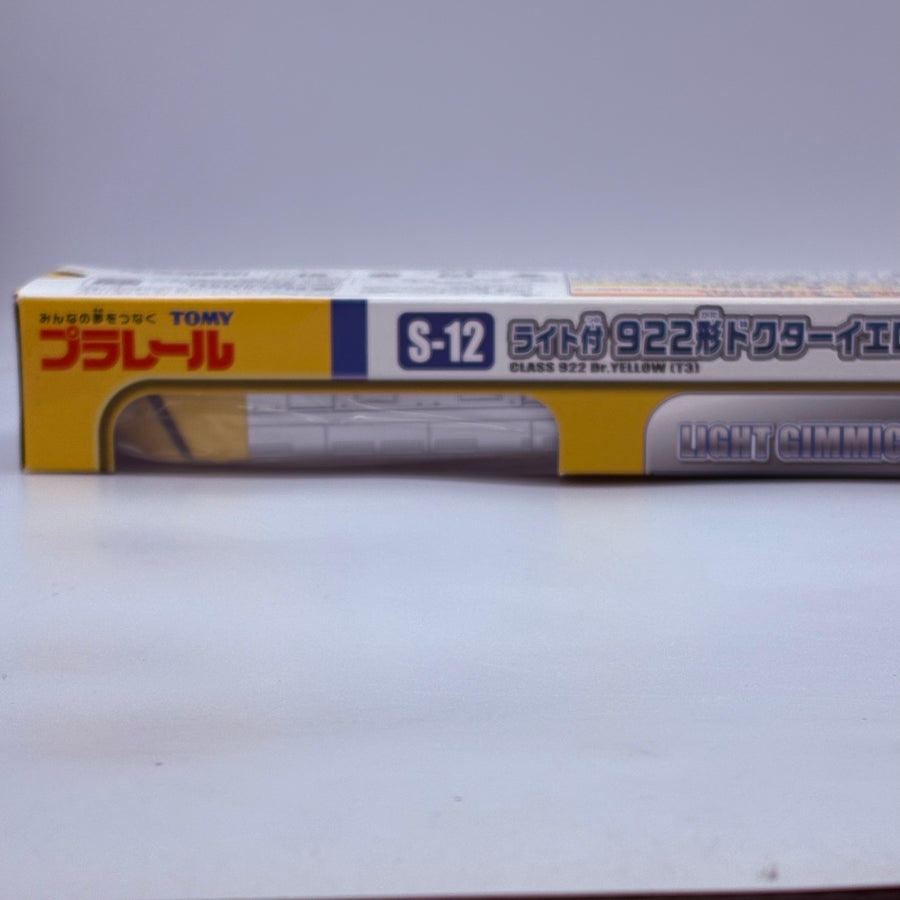 みんなの夢をつなぐ TOMY
プラレール
S-12
ライト付 922形ドクターイエロ
CLASS 922 Dr.YELLOW (T3)
LIGHT GIMMIC